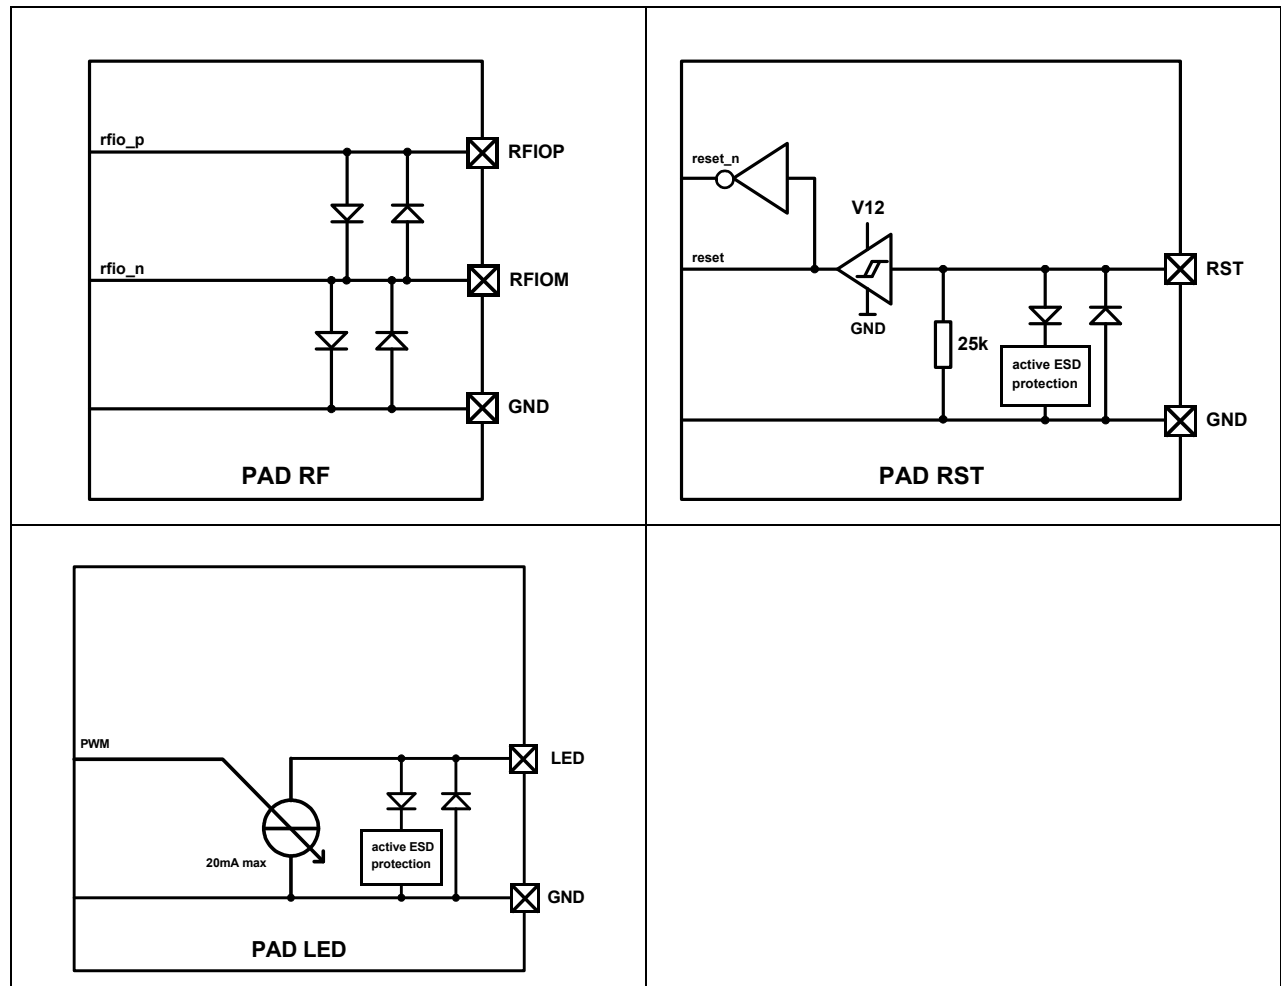 rfio_p
RFIOP
rfio_n
RFIOM
GND
PAD RF
reset_n
V12
reset
RST
GND
25k
active ESD
protection
GND
PAD RST
PWM
LED
20mA max
active ESD
protection
GND
PAD LED